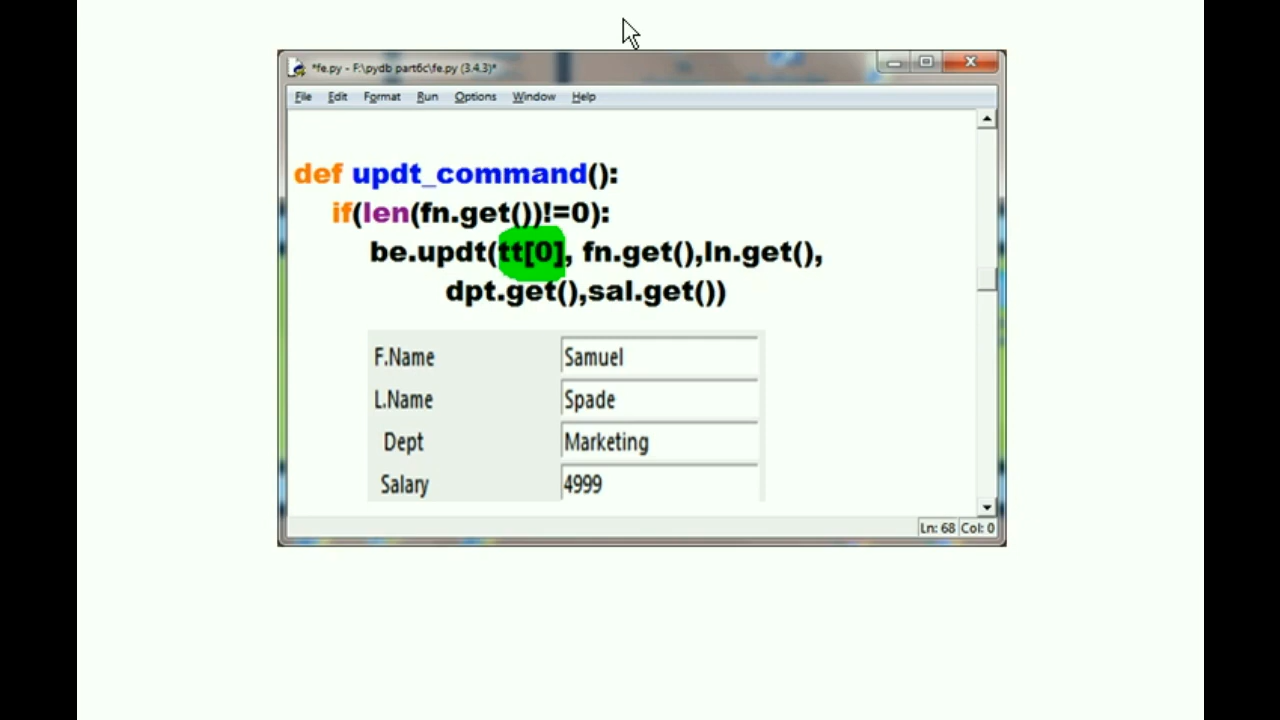 *fe.py - F:\pydb part6c\fe.py (3.4.3)*
File Edit Format Run Options Window Help
def updt_command():
if(len(fn.get())!=0):
be.updt(tt[0], fn.get(),ln.get(),
dpt.get(),sal.get())
F.Name Samuel
L.Name Spade
Dept Marketing
Salary 4999
Ln: 68 Col: 0